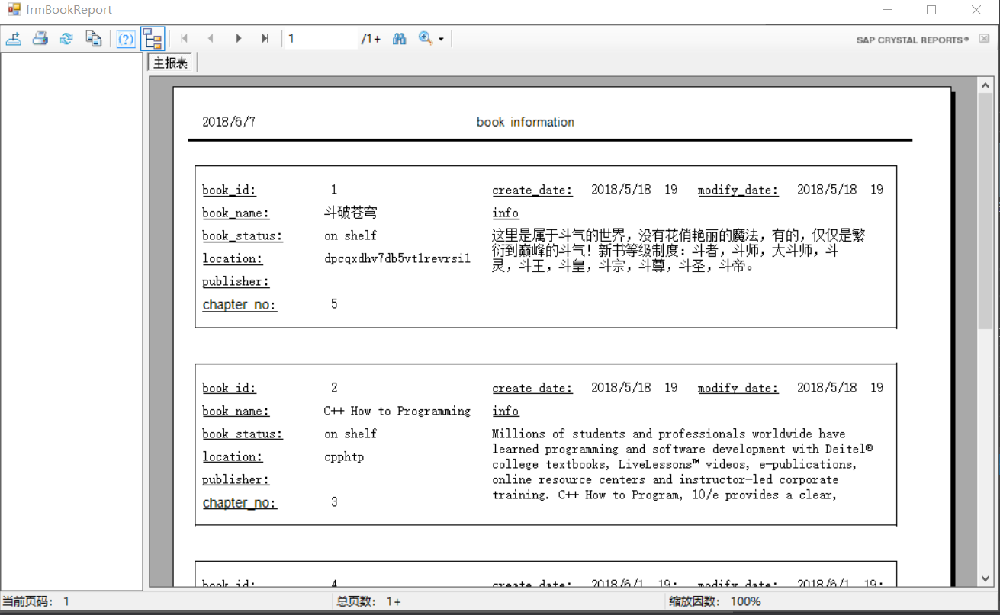 frmBookReport
1 /1+ SAP CRYSTAL REPORTS®
主报表
2018/6/7 book information
book_id: 1 create_date: 2018/5/18 19 modify_date: 2018/5/18 19
book_name: 斗破苍穹 info
book_status: on shelf 这里是属于斗气的世界，没有花俏艳丽的魔法，有的，仅仅是繁
衍到巅峰的斗气！新书等级制度：斗者，斗师，大斗师，斗
location: dpcqxdhv7db5vt1revrsi1 灵，斗王，斗皇，斗宗，斗尊，斗圣，斗帝。
publisher:
chapter_no: 5
book_id: 2 create_date: 2018/5/18 19 modify_date: 2018/5/18 19
book_name: C++ How to Programming info
book_status: on shelf Millions of students and professionals worldwide have
learned programming and software development with Deitel®
location: cpphtp college textbooks, LiveLessons™ videos, e-publications,
publisher: online resource centers and instructor-led corporate
chapter_no: 3 training. C++ How to Program, 10/e provides a clear,
book_id: 4 create_date: 2018/6/1 19: modify_date: 2018/6/1 19:
当前页码： 1 总页数： 1+ 缩放因数： 100%